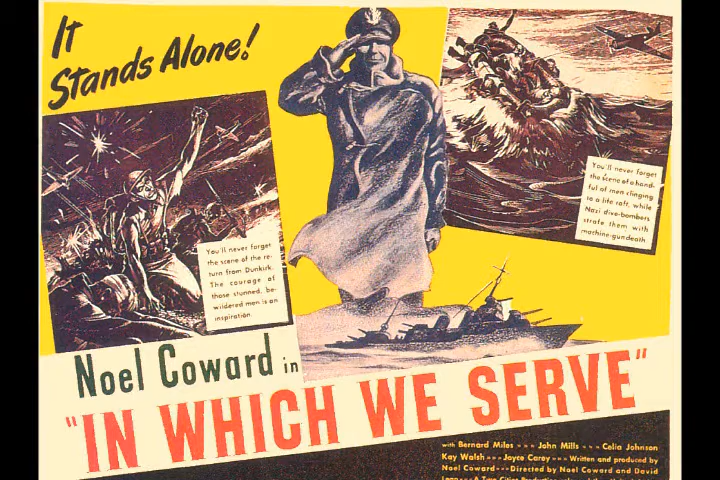 It
Stands Alone!
You'll never forget
the scene of the re-
turn from Dunkirk.
The courage of
those stunned, be-
wildered men is an
inspiration.
You'll never forget
the scene of a hand-
ful of men clinging
to a life raft, while
Nazi dive-bombers
strafe them with
machine-gun death
Noel Coward in
"IN WHICH WE SERVE"
with Bernard Miles John Mills Celia Johnson
Kay Walsh Joyce Carey Written and produced by
Noel Coward Directed by Noel Coward and David
Lean A Two Cities Production